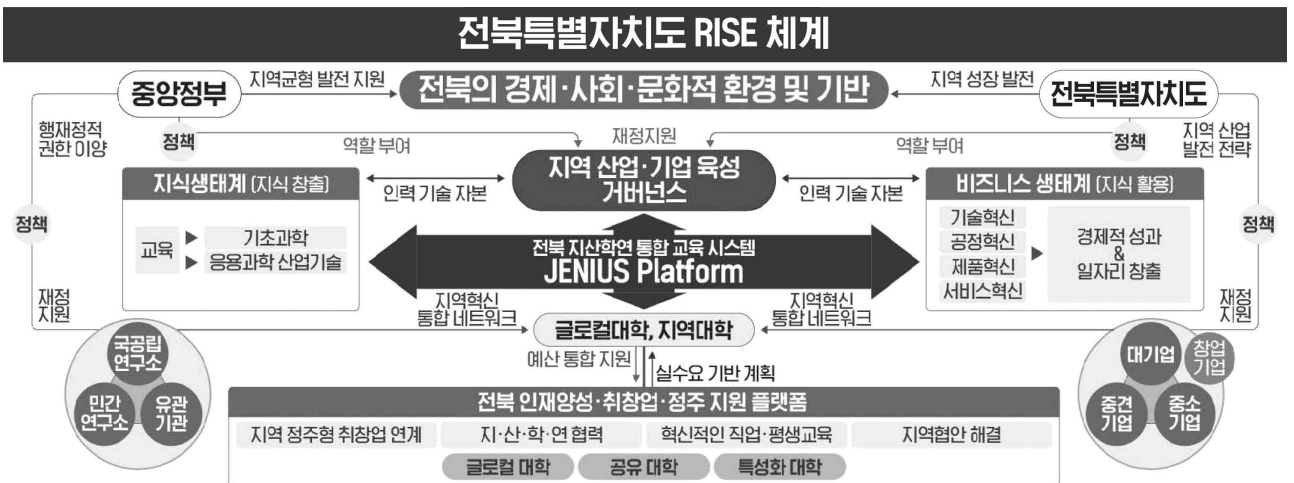 전북특별자치도 RISE 체계
중앙정부
지역균형 발전 지원
전북의 경제·사회·문화적 환경 및 기반
지역 성장 발전
전북특별자치도
행재정적
권한 이양
정책
역할 부여
재정지원
역할 부여
정책
지역 산업
발전 전략
지식생태계 (지식 창출)
인력 기술 자본
지역 산업·기업 육성
거버넌스
인력 기술 자본
비즈니스 생태계 (지식 활용)
정책
교육
기초과학
응용과학 산업기술
전북 지산학연 통합 교육 시스템
JENIUS Platform
기술혁신
공정혁신
제품혁신
서비스혁신
경제적 성과
&
일자리 창출
정책
재정
지원
지역혁신
통합 네트워크
글로컬대학, 지역대학
지역혁신
통합 네트워크
재정
지원
국공립
연구소
민간
연구소
유관
기관
예산 통합 지원
실수요 기반 계획
대기업
창업
기업
중견
기업
중소
기업
전북 인재양성·취창업·정주 지원 플랫폼
지역 정주형 취창업 연계
지·산·학·연 협력
혁신적인 직업·평생교육
지역협안 해결
글로컬 대학
공유 대학
특성화 대학